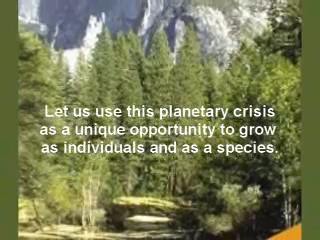 Let us use this planetary crisis
as a unique opportunity to grow
as individuals and as a species.